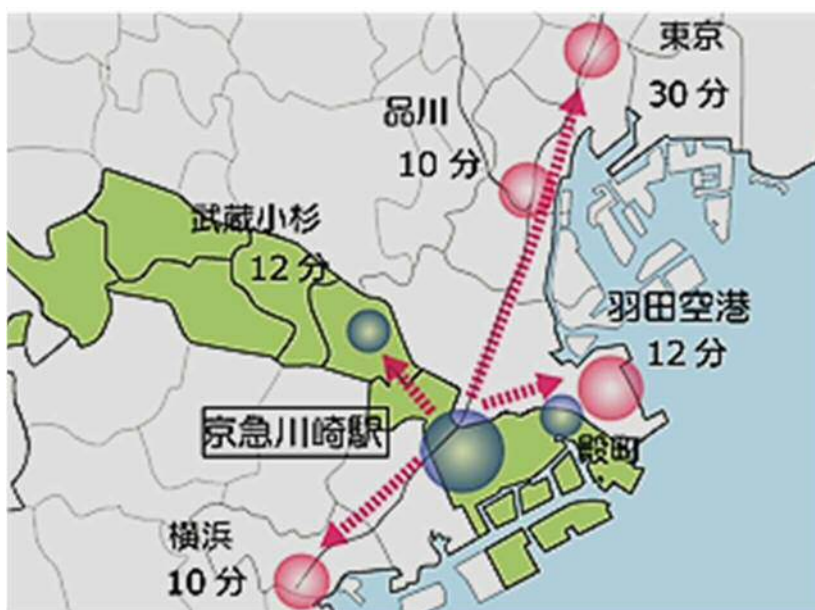 東京
30分
品川
10分
武蔵小杉
12分
羽田空港
12分
京急川崎駅
殿町
横浜
10分